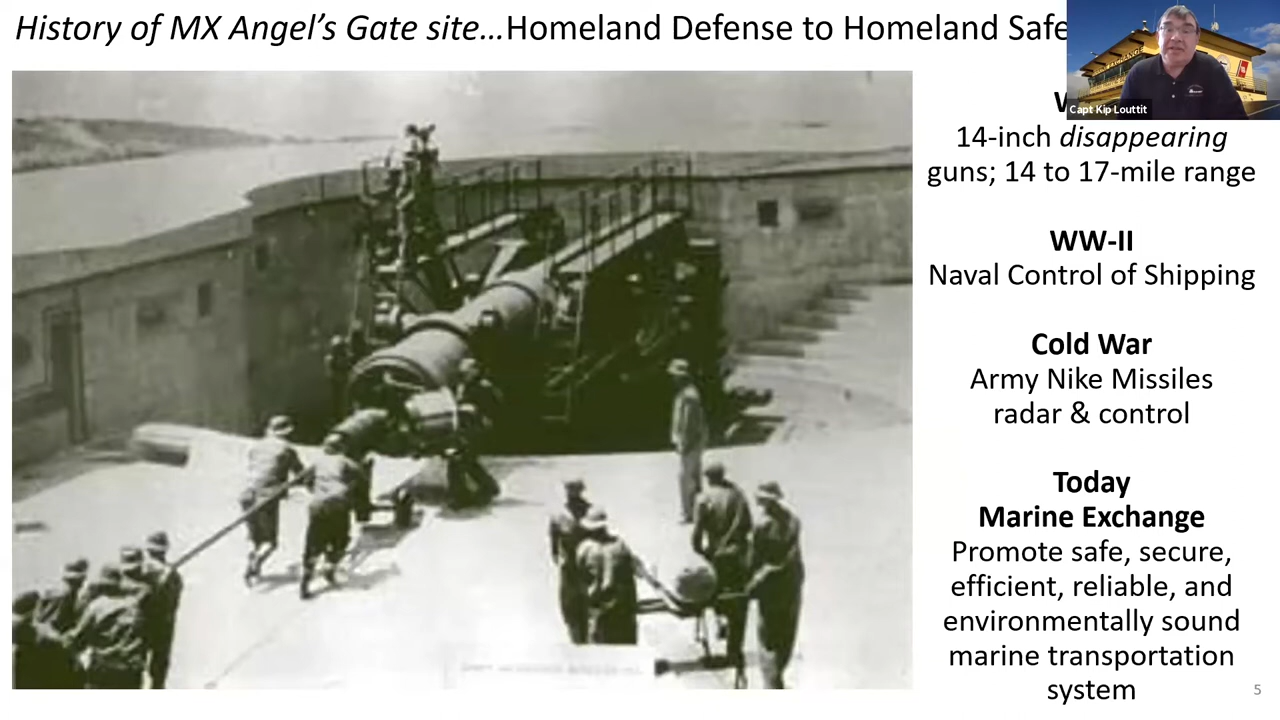 History of MX Angel’s Gate site…Homeland Defense to Homeland Safe
Capt Kip Louttit
14-inch disappearing
guns; 14 to 17-mile range
WW-II
Naval Control of Shipping
Cold War
Army Nike Missiles
radar & control
Today
Marine Exchange
Promote safe, secure,
efficient, reliable, and
environmentally sound
marine transportation
system
5